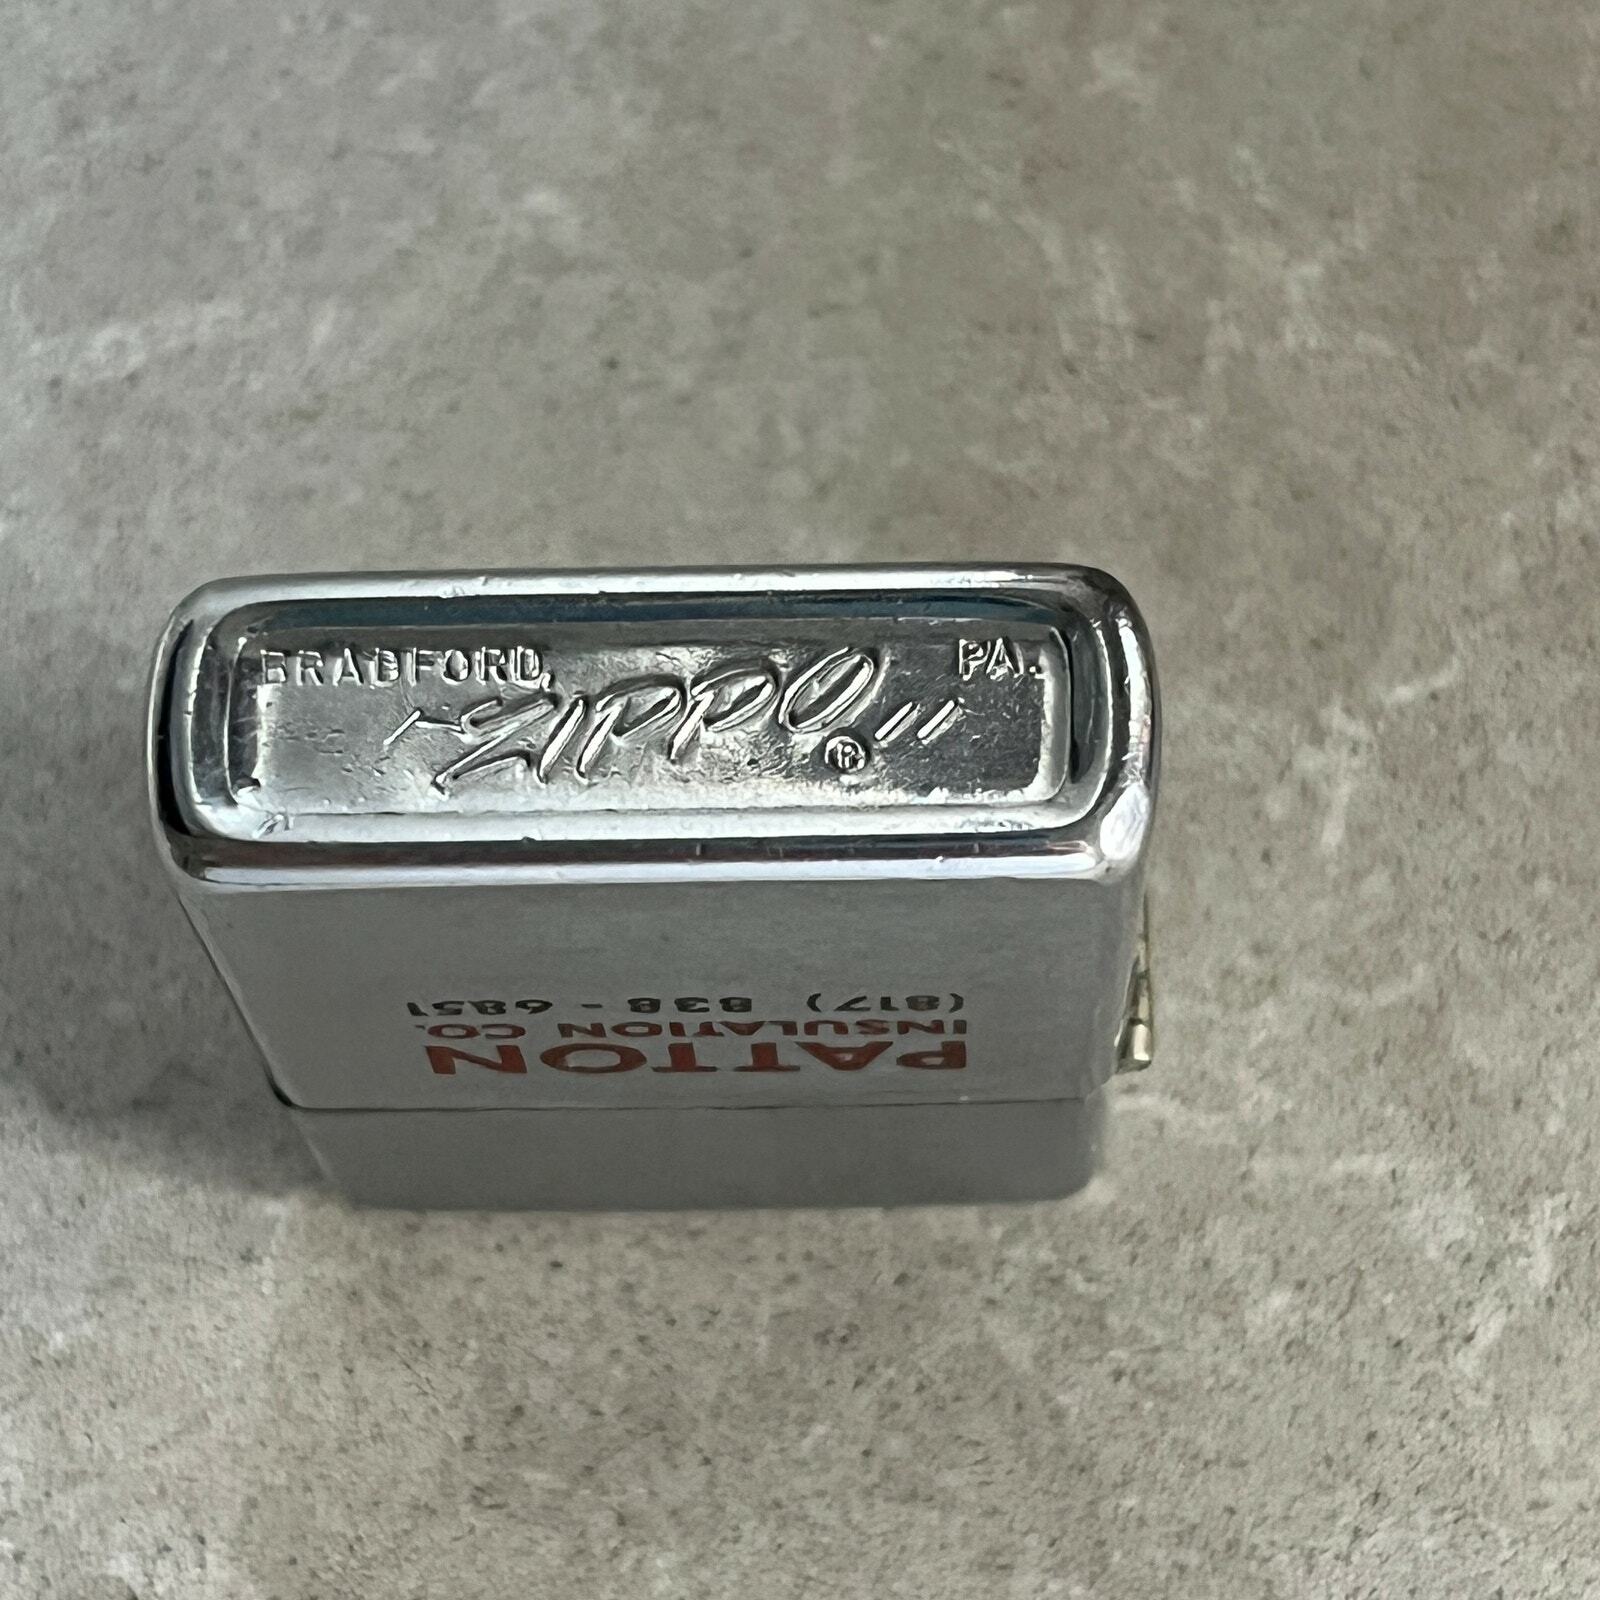 BRADFORD, PA.
ZIPPO ®
PATTON
INSULATION CO.
(817) 838-6851